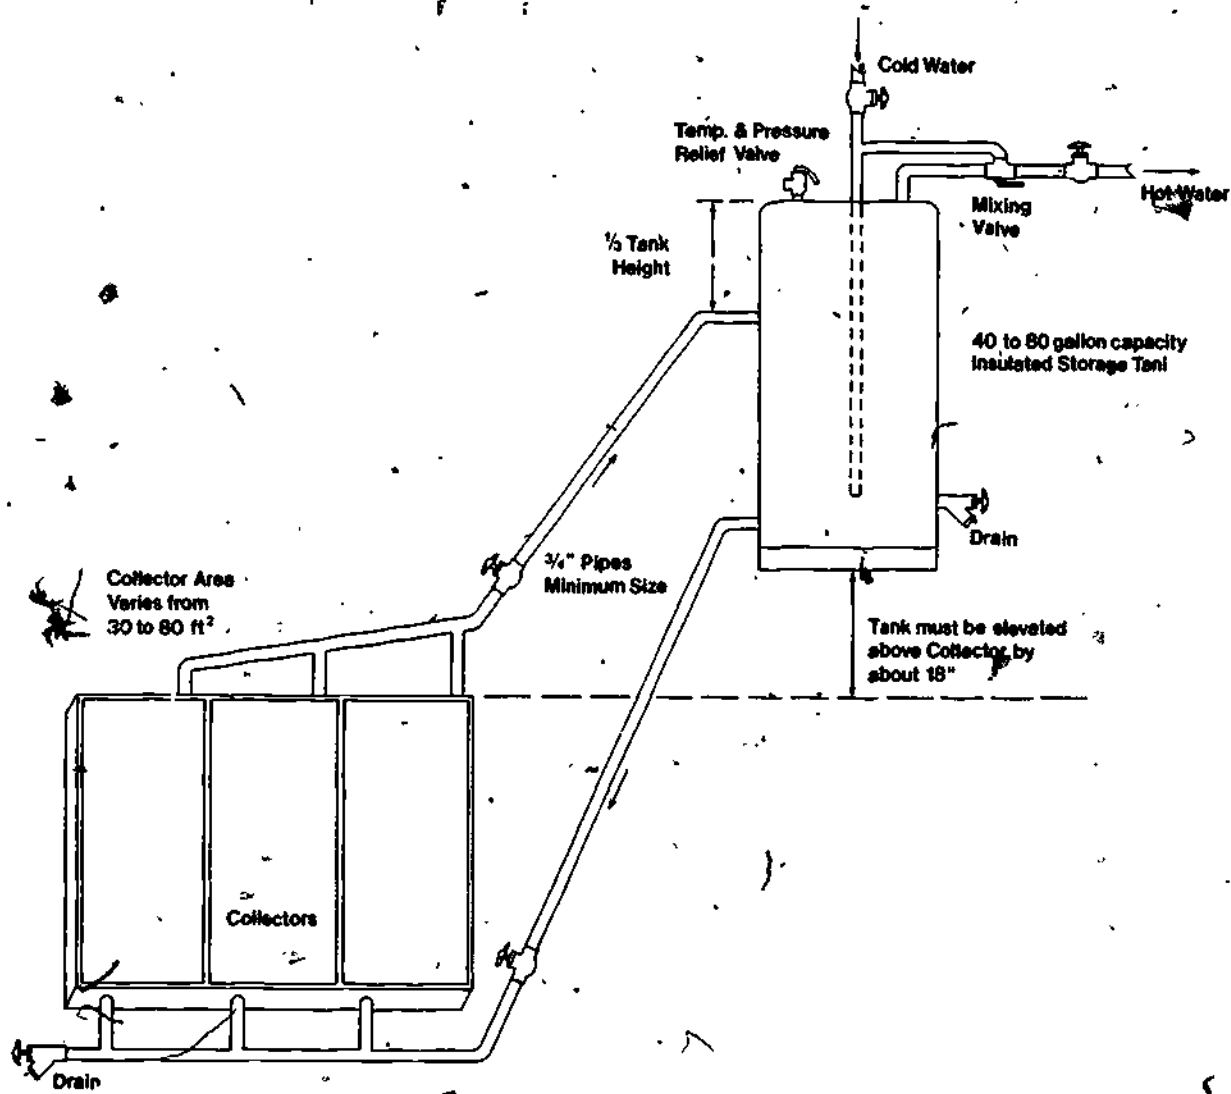 Cold Water
Temp. & Pressure
Relief Valve
Hot Water
Mixing
Valve
⅓ Tank
Height
40 to 80 gallon capacity
Insulated Storage Tank
Drain
¾" Pipes
Minimum Size
Collector Area
Varies from
30 to 80 ft²
Tank must be elevated
above Collector by
about 18"
Collectors
Drain